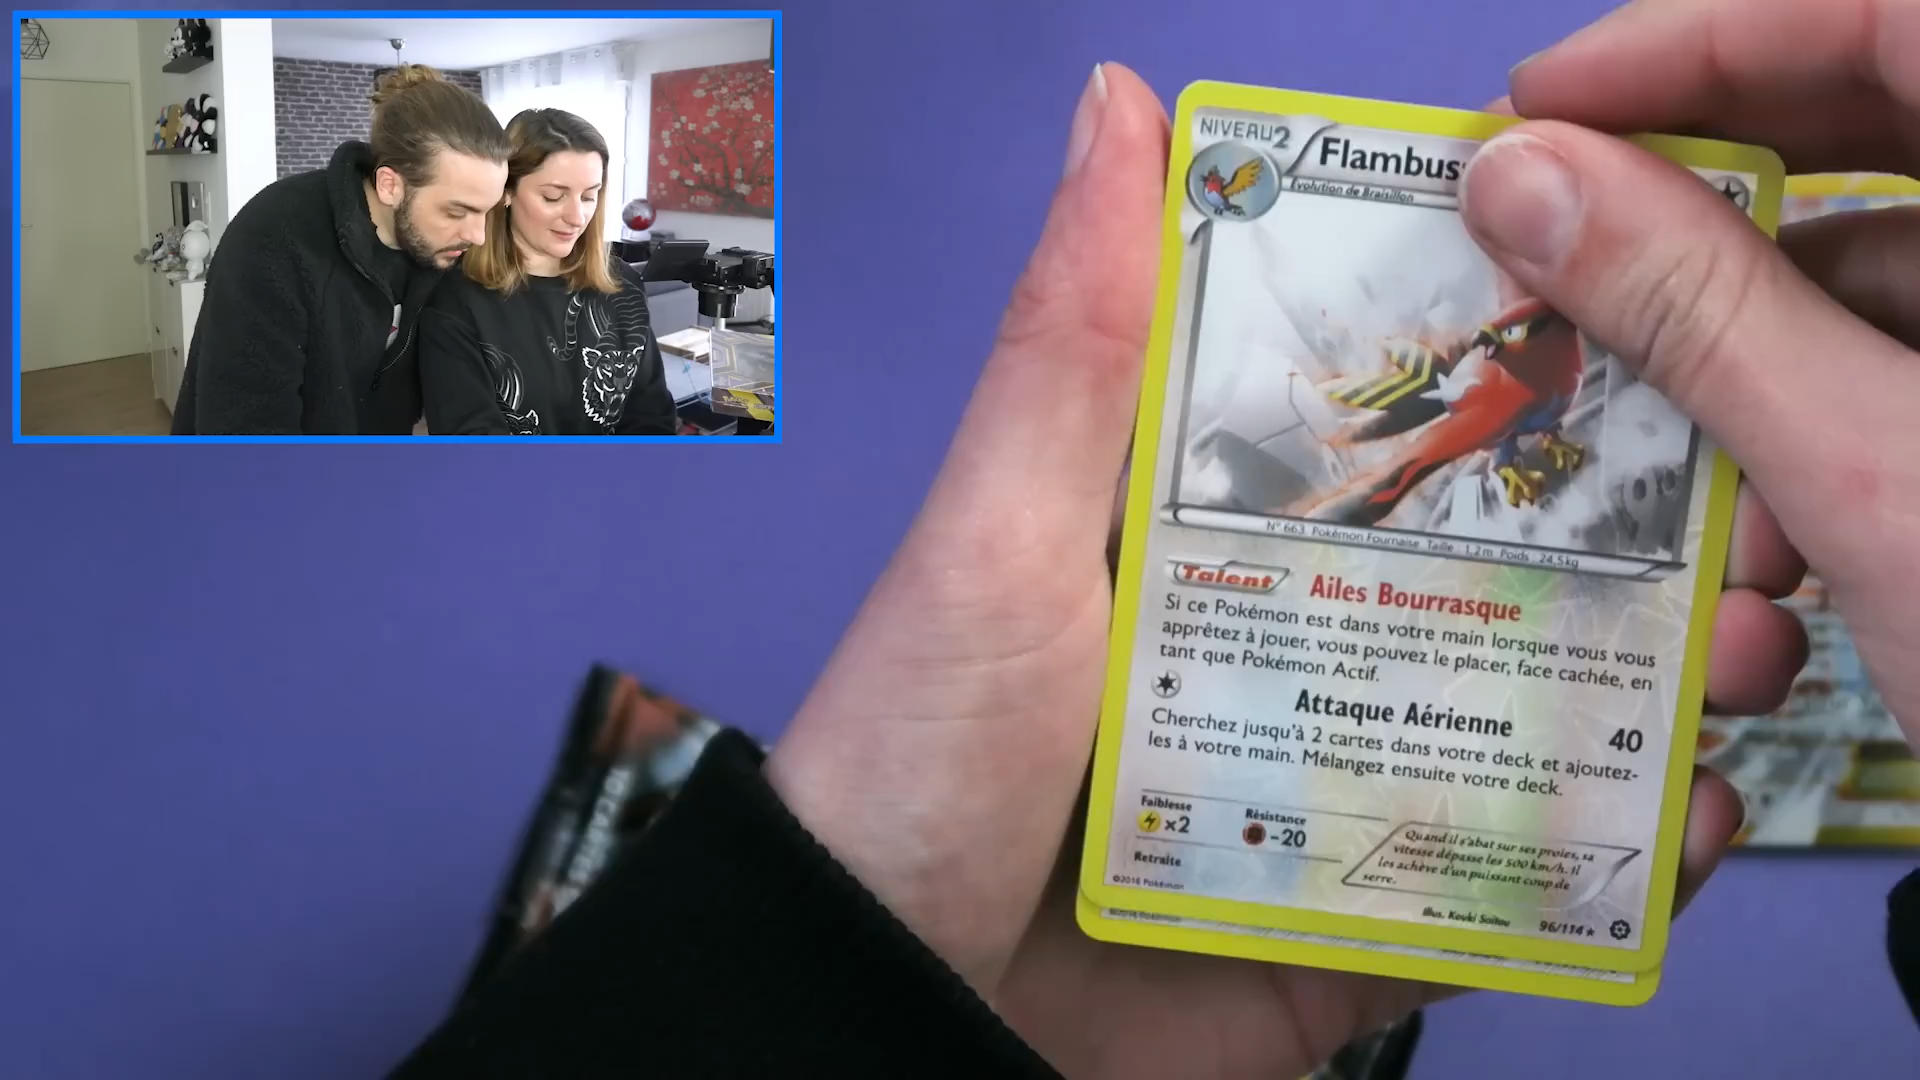 NIVEAU2
Flambus
Évolution de Braisillon
N° 663 Pokémon Fournaise Taille : 1,2 m Poids : 24,5 kg
Talent Ailes Bourrasque
Si ce Pokémon est dans votre main lorsque vous vous
apprêtez à jouer, vous pouvez le placer, face cachée, en
tant que Pokémon Actif.
Attaque Aérienne 40
Cherchez jusqu'à 2 cartes dans votre deck et ajoutez-
les à votre main. Mélangez ensuite votre deck.
Faiblesse
x2
Résistance
-20
Retraite
Quand il s'abat sur ses proies, sa
vitesse dépasse les 500 km/h. Il
les achève d'un puissant coup de
serre.
©2016 Pokémon
Illus. Kouki Saitou
96/114
©2016 Pokémon